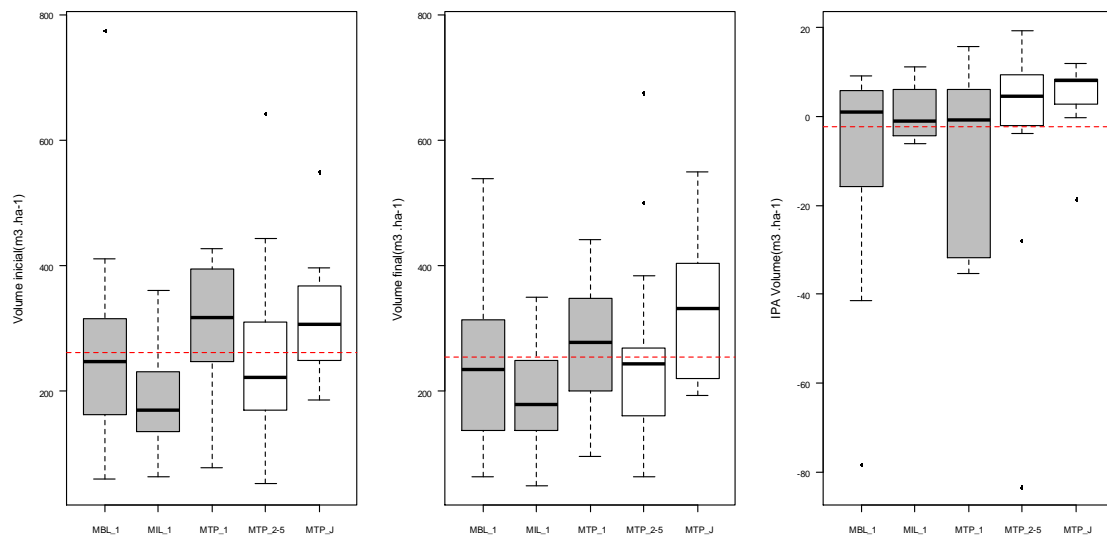 Volume inicial(m3 .ha-1)
800
600
400
200
MBL_1 MIL_1 MTP_1 MTP_2-5 MTP_J
Volume final(m3 .ha-1)
800
600
400
200
MBL_1 MIL_1 MTP_1 MTP_2-5 MTP_J
IPA Volume(m3 .ha-1)
20
0
-20
-40
-60
-80
MBL_1 MIL_1 MTP_1 MTP_2-5 MTP_J